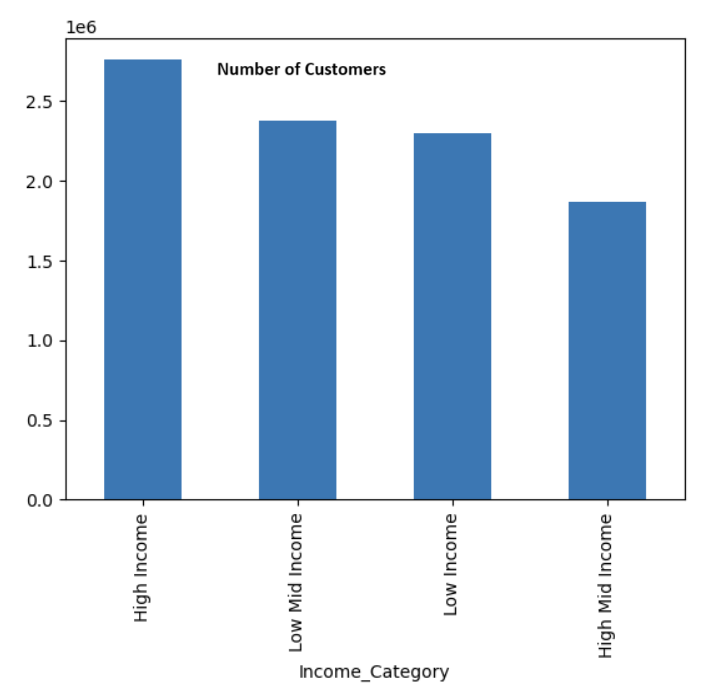 1e6
Number of Customers
2.5
2.0
1.5
1.0
0.5
0.0
High Income
Low Mid Income
Low Income
High Mid Income
Income_Category